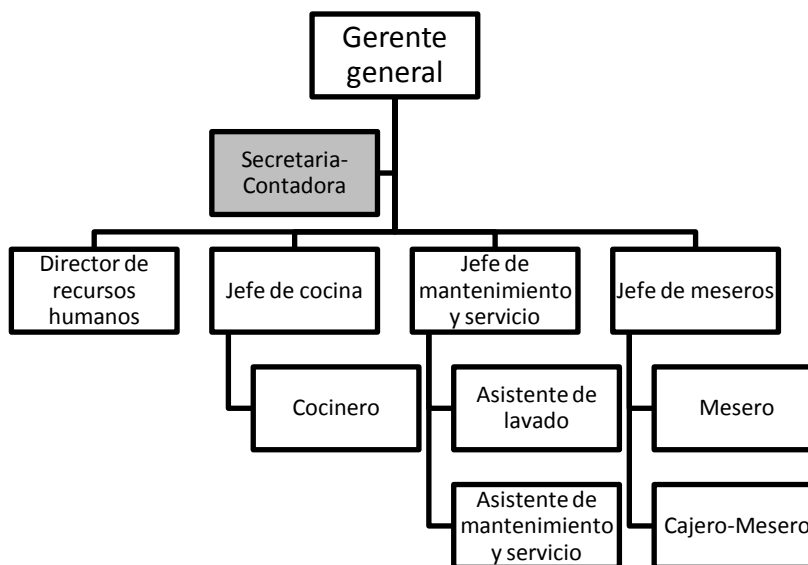 Gerente
general
Secretaria-
Contadora
Director de
recursos
humanos
Jefe de cocina
Jefe de
mantenimiento
y servicio
Jefe de meseros
Cocinero
Asistente de
lavado
Mesero
Asistente de
mantenimiento
y servicio
Cajero-Mesero